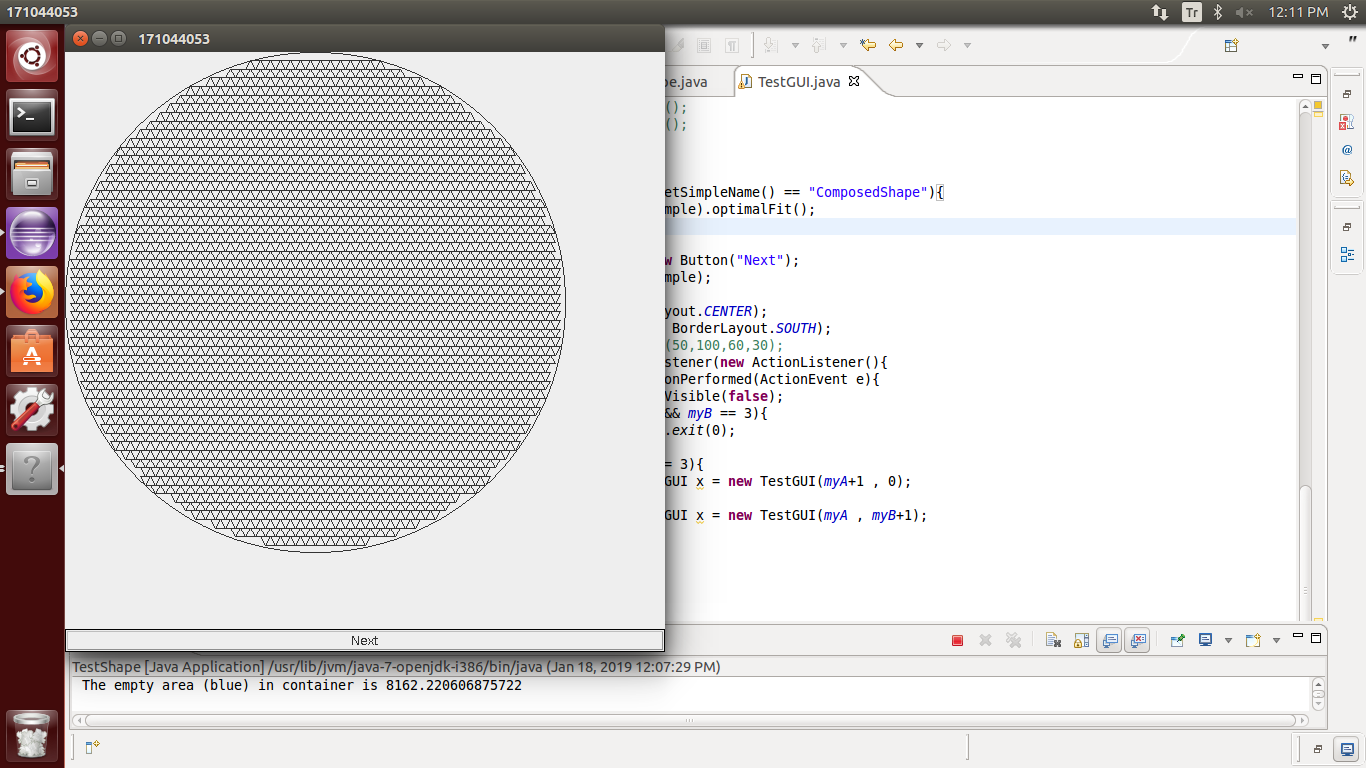 171044053
Tr
12:11 PM
171044053
pe.java
TestGUI.java
();
();
etSimpleName() == "ComposedShape"){
mple).optimalFit();
w Button("Next");
mple);
yout.CENTER);
BorderLayout.SOUTH);
(50,100,60,30);
stener(new ActionListener(){
onPerformed(ActionEvent e){
Visible(false);
&& myB == 3){
.exit(0);
= 3){
GUI x = new TestGUI(myA+1 , 0);
GUI x = new TestGUI(myA , myB+1);
Next
TestShape [Java Application] /usr/lib/jvm/java-7-openjdk-i386/bin/java (Jan 18, 2019 12:07:29 PM)
The empty area (blue) in container is 8162.220606875722